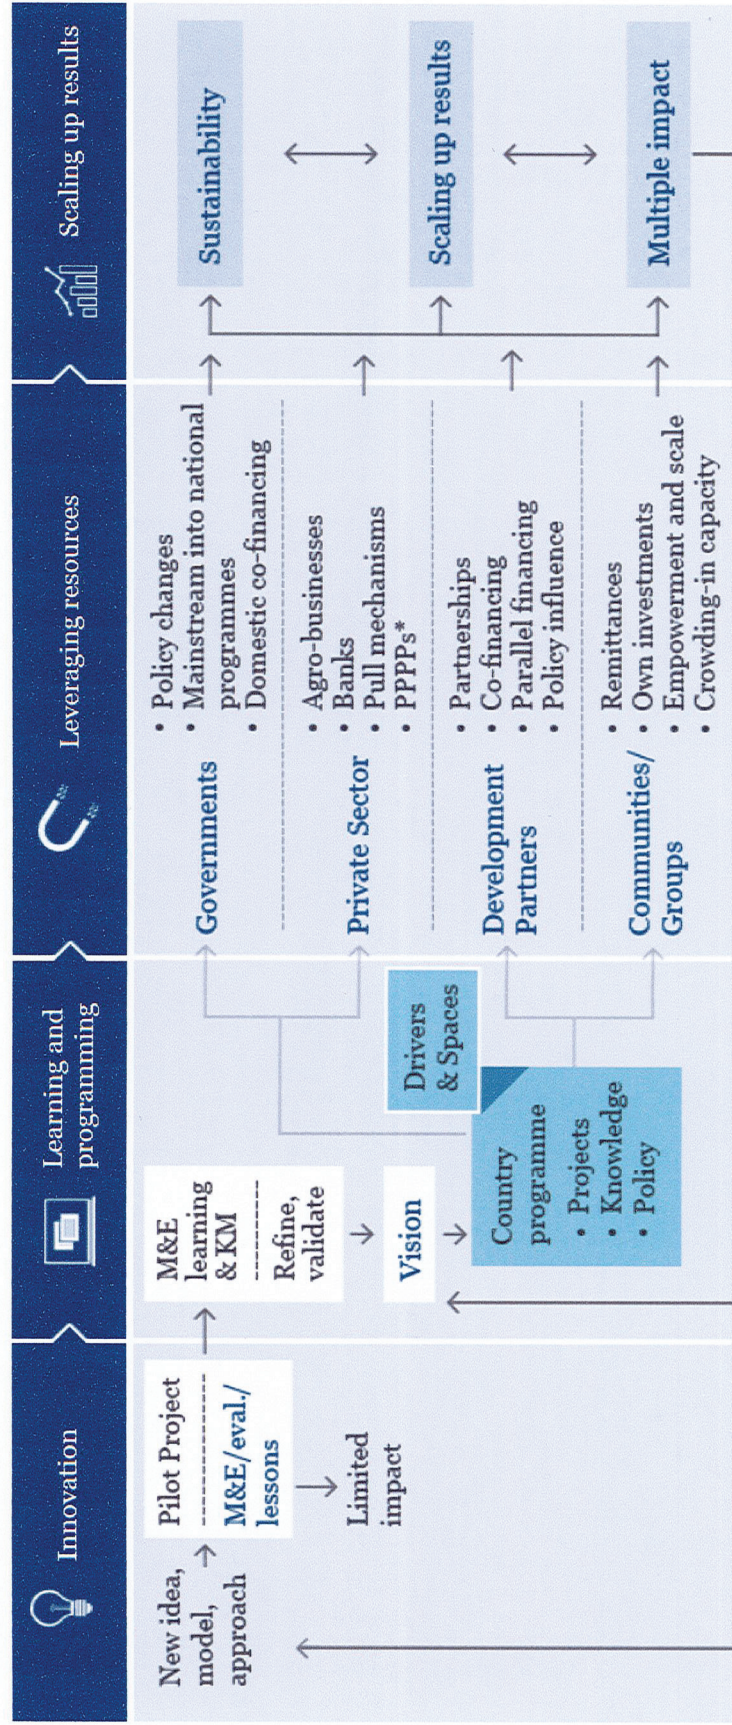 Innovation
Learning and
programming
Leveraging resources
Scaling up results
New idea,
model,
approach
Pilot Project
M&E/eval./
lessons
Limited
impact
M&E
learning
& KM
Refine,
validate
Vision
Country
programme
• Projects
• Knowledge
• Policy
Drivers
& Spaces
Governments
• Policy changes
• Mainstream into national
programmes
• Domestic co-financing
Private Sector
• Agro-businesses
• Banks
• Pull mechanisms
• PPPPs*
Development
Partners
• Partnerships
• Co-financing
• Parallel financing
• Policy influence
Communities/
Groups
• Remittances
• Own investments
• Empowerment and scale
• Crowding-in capacity
Sustainability
Scaling up results
Multiple impact